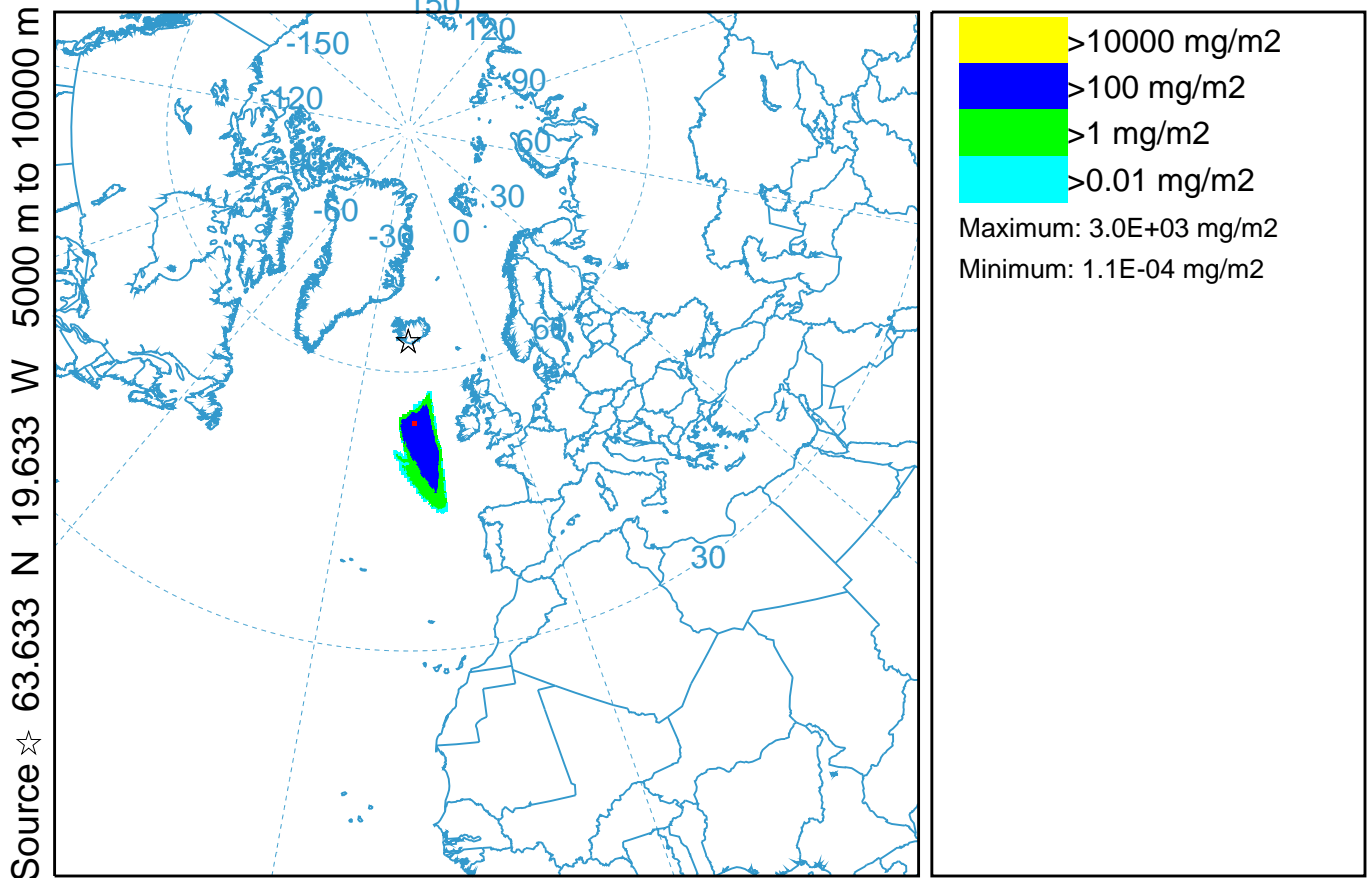 Source ☆ 63.633 N 19.633 W 5000 m to 10000 m
150
-150
120
-120
90
60
-60
30
-30
0
60
30
>10000 mg/m2
>100 mg/m2
>1 mg/m2
>0.01 mg/m2
Maximum: 3.0E+03 mg/m2
Minimum: 1.1E-04 mg/m2